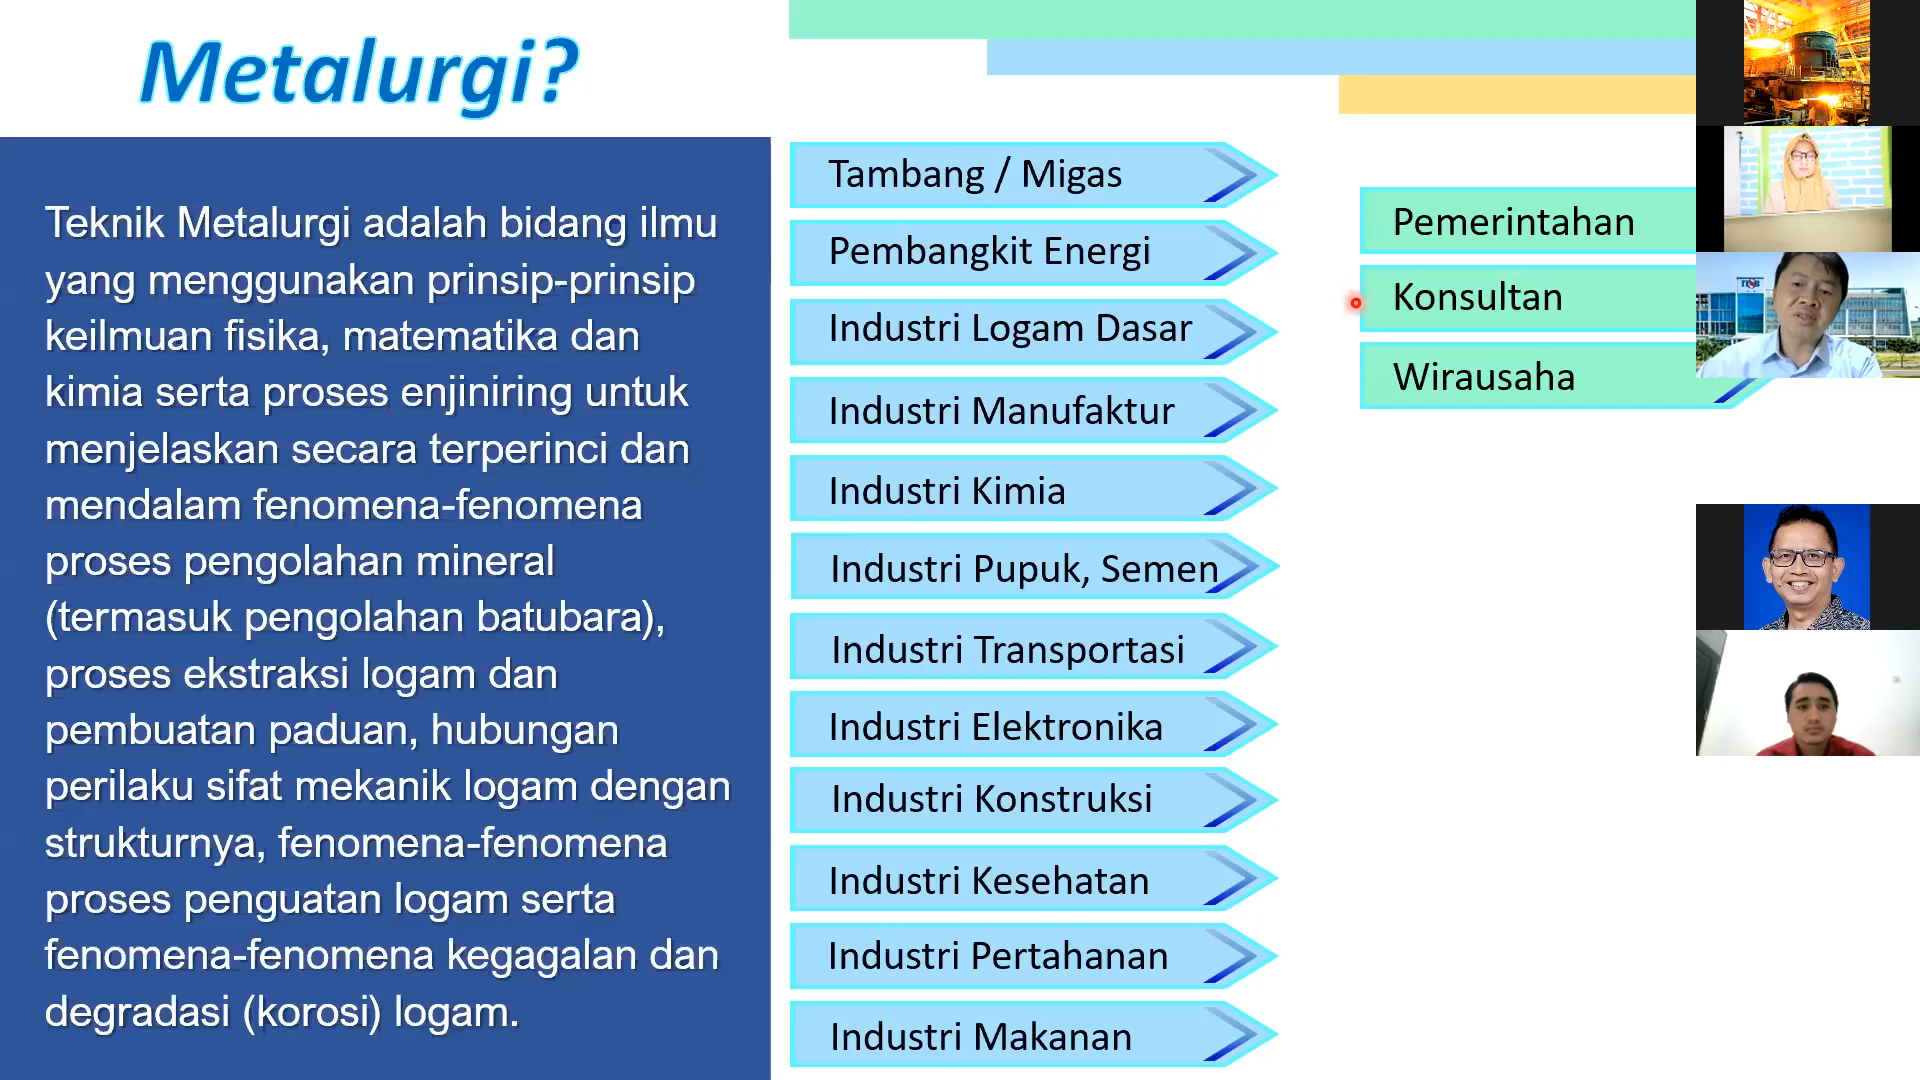 Metalurgi?
Teknik Metalurgi adalah bidang ilmu
yang menggunakan prinsip-prinsip
keilmuan fisika, matematika dan
kimia serta proses enjiniring untuk
menjelaskan secara terperinci dan
mendalam fenomena-fenomena
proses pengolahan mineral
(termasuk pengolahan batubara),
proses ekstraksi logam dan
pembuatan paduan, hubungan
perilaku sifat mekanik logam dengan
strukturnya, fenomena-fenomena
proses penguatan logam serta
fenomena-fenomena kegagalan dan
degradasi (korosi) logam.
Tambang / Migas
Pembangkit Energi
Industri Logam Dasar
Industri Manufaktur
Industri Kimia
Industri Pupuk, Semen
Industri Transportasi
Industri Elektronika
Industri Konstruksi
Industri Kesehatan
Industri Pertahanan
Industri Makanan
Pemerintahan
Konsultan
Wirausaha